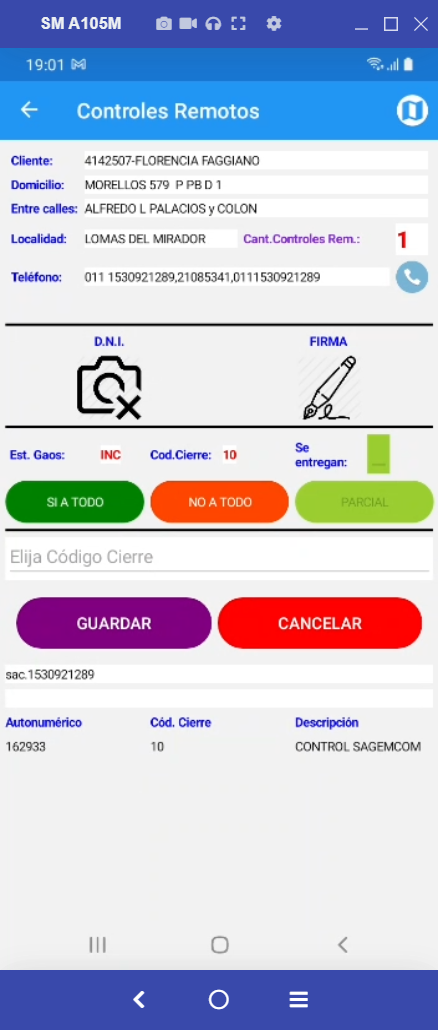 SM A105M
19:01
Controles Remotos
Cliente: 4142507-FLORENCIA FAGGIANO
Domicilio: MORELLOS 579 P PB D 1
Entre calles: ALFREDO L PALACIOS y COLON
Localidad: LOMAS DEL MIRADOR Cant.Controles Rem.: 1
Teléfono: 011 1530921289,21085341,0111530921289
D.N.I. FIRMA
Est. Gaos: INC Cod.Cierre: 10 Se entregan: __
SI A TODO NO A TODO PARCIAL
Elija Código Cierre
GUARDAR CANCELAR
sac.1530921289
Autonumérico Cód. Cierre Descripción
162933 10 CONTROL SAGEMCOM